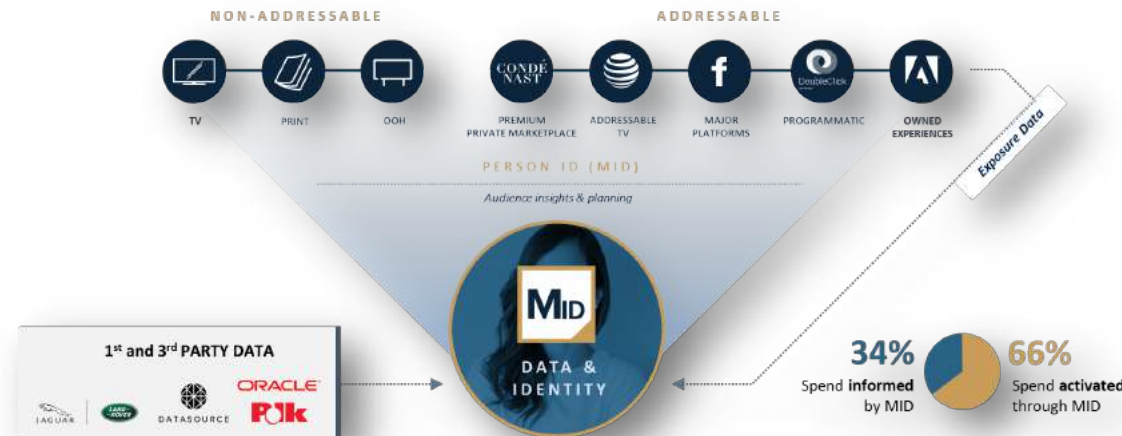 NON-ADDRESSABLE
ADDRESSABLE
CONDÉ
NAST
f
DoubleClick
TV
PRINT
OOH
PREMIUM
PRIVATE MARKETPLACE
ADDRESSABLE
TV
MAJOR
PLATFORMS
PROGRAMMATIC
OWNED
EXPERIENCES
Exposure Data
PERSON ID (MID)
Audience insights & planning
MID
DATA &
IDENTITY
1st and 3rd PARTY DATA
ORACLE
JAGUAR
LAND-
ROVER
DATASOURCE
Polk
34%
Spend informed
by MID
66%
Spend activated
through MID